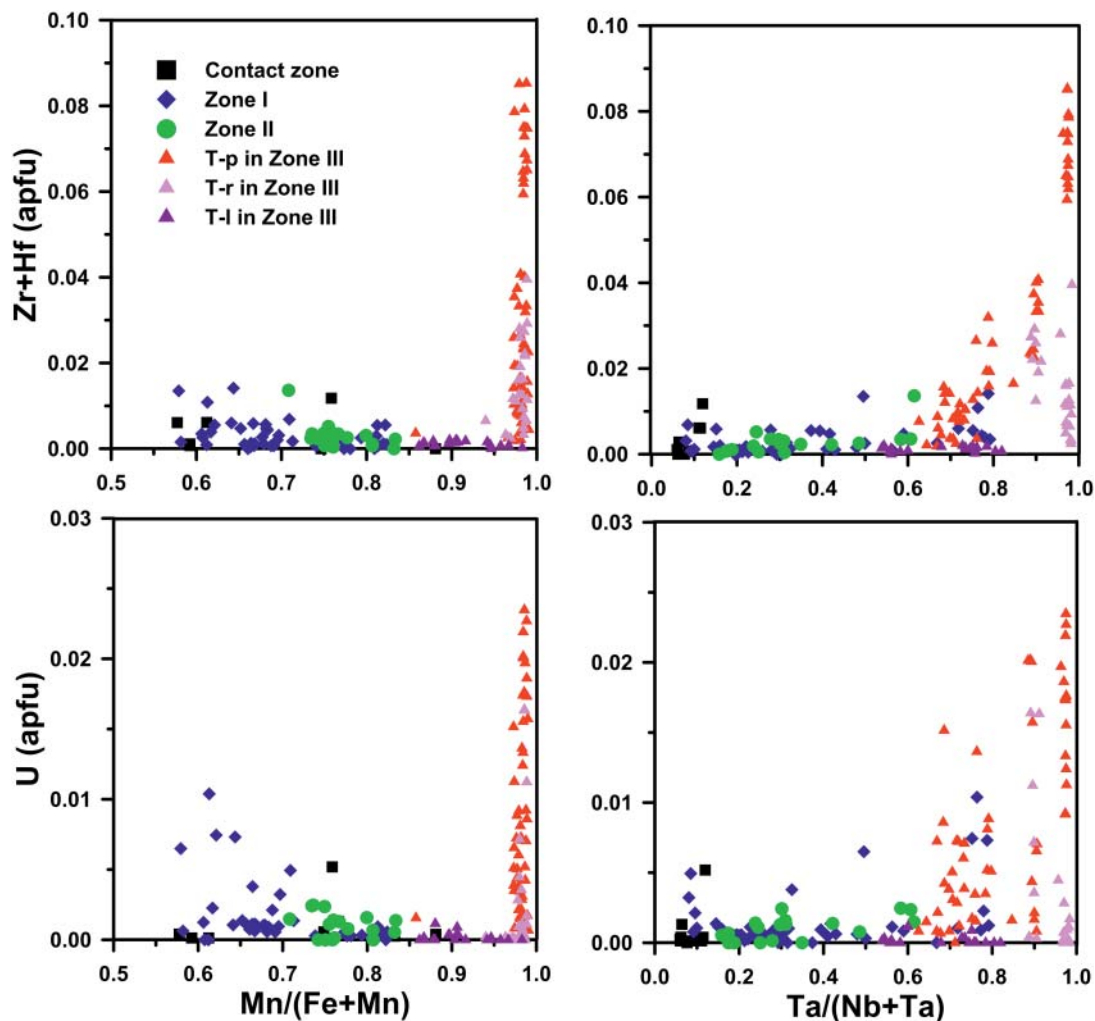 0.10
0.08
0.06
0.04
0.02
0.00
Zr+Hf (apfu)
Contact zone
Zone I
Zone II
T-p in Zone III
T-r in Zone III
T-l in Zone III
0.5 0.6 0.7 0.8 0.9 1.0
0.10
0.08
0.06
0.04
0.02
0.00
0.0 0.2 0.4 0.6 0.8 1.0
0.03
0.02
0.01
0.00
U (apfu)
0.5 0.6 0.7 0.8 0.9 1.0
Mn/(Fe+Mn)
0.03
0.02
0.01
0.00
0.0 0.2 0.4 0.6 0.8 1.0
Ta/(Nb+Ta)